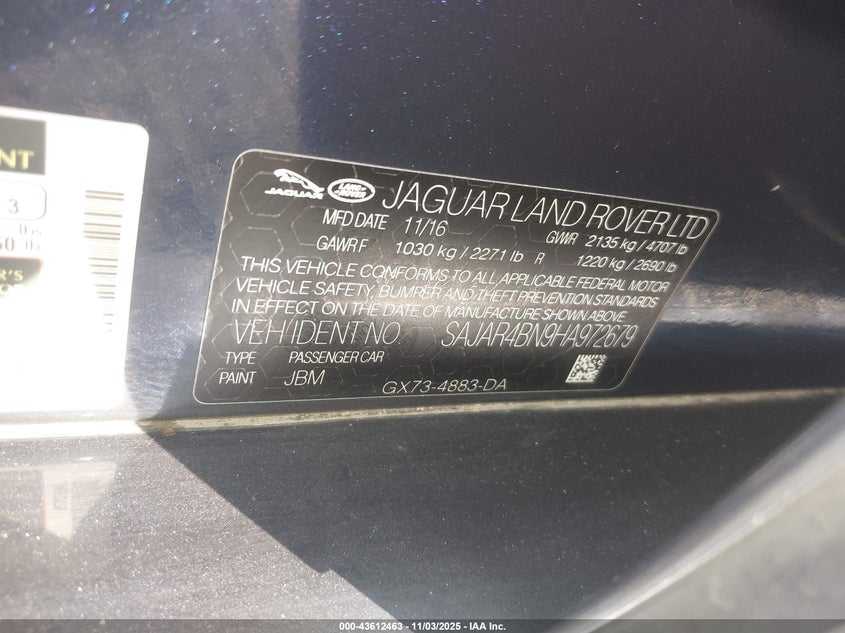 NT
3
lbs
50 lb
R'S
JAGUAR
LAND ROVER
JAGUAR LAND ROVER LTD
MFD DATE 11/16 GWR 2135 kg / 4707 lb
GAWR F 1030 kg / 2271 lb R 1220 kg / 2690 lb
THIS VEHICLE CONFORMS TO ALL APPLICABLE FEDERAL MOTOR
VEHICLE SAFETY, BUMPER AND THEFT PREVENTION STANDARDS
IN EFFECT ON THE DATE OF MANUFACTURE SHOWN ABOVE
VEH IDENT NO SAJAR4BN9HA972679
TYPE PASSENGER CAR
PAINT JBM GX73-4883-DA
000-43612463 | 11/03/2025 - IAA Inc.